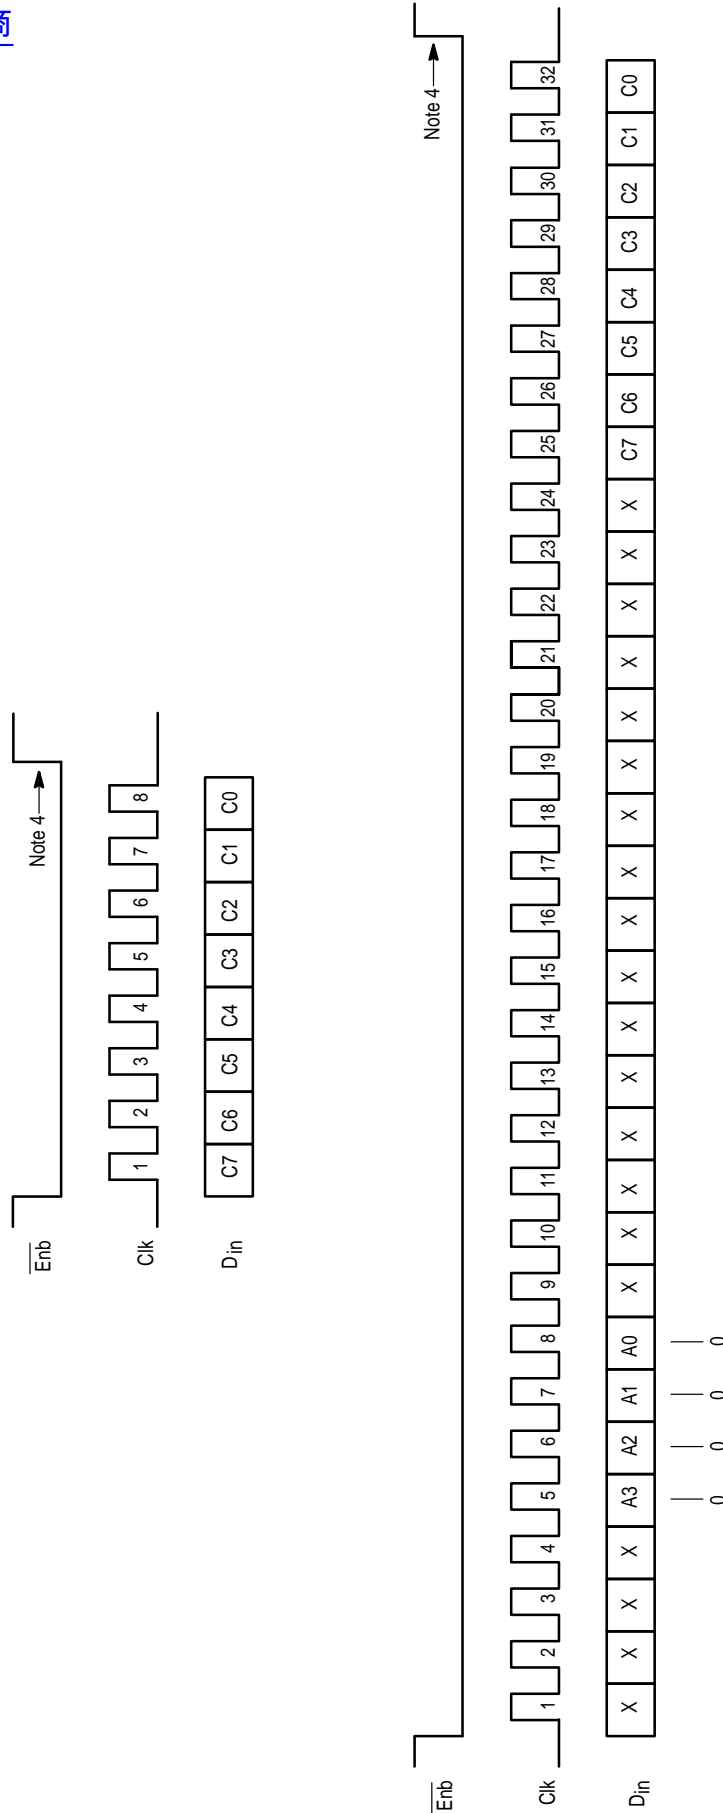 Note 4
Enb
1 2 3 4 5 6 7 8
Clk
C7 C6 C5 C4 C3 C2 C1 C0
Din
Note 4
Enb
1 2 3 4 5 6 7 8 9 10 11 12 13 14 15 16 17 18 19 20 21 22 23 24 25 26 27 28 29 30 31 32
Clk
X X X X A3 A2 A1 A0 X X X X X X X X X X X X X X X X C7 C6 C5 C4 C3 C2 C1 C0
Din
0 0 0 0